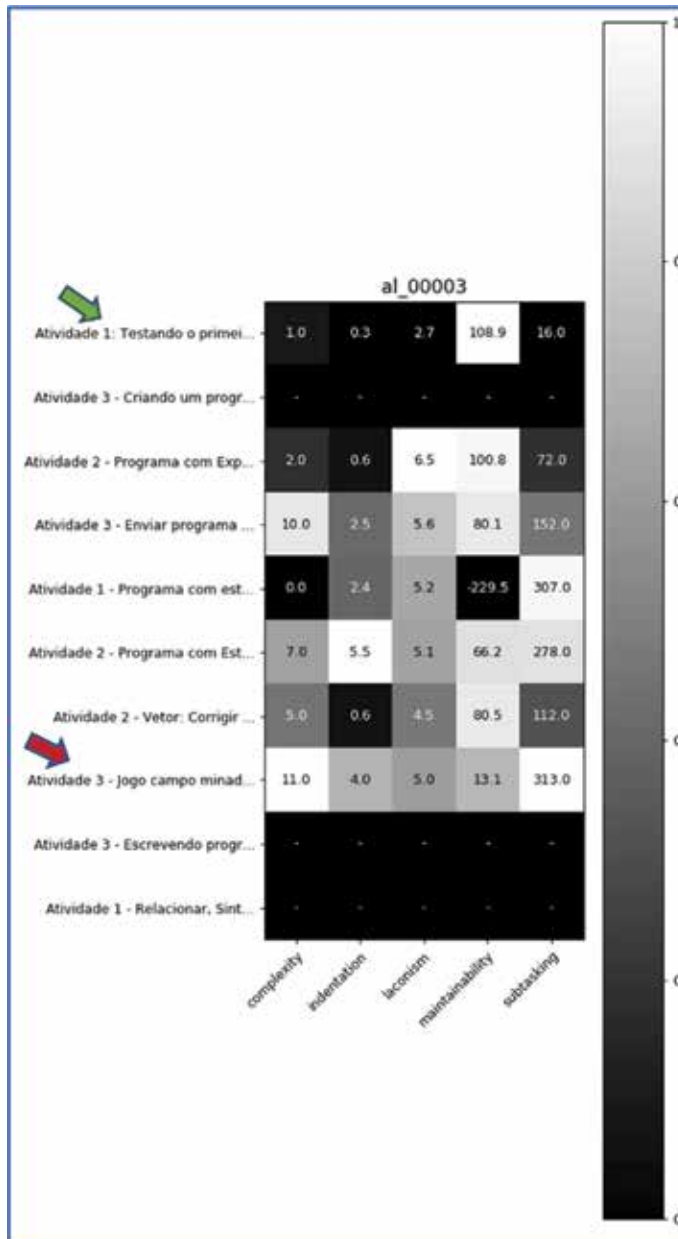 al_00003
Atividade 1: Testando o primei... 1.0 0.3 2.7 108.9 16.0
Atividade 3 - Criando um progr... - - - - -
Atividade 2 - Programa com Exp... 2.0 0.6 6.5 100.8 72.0
Atividade 3 - Enviar programa ... 10.0 2.5 5.6 80.1 152.0
Atividade 1 - Programa com est... 0.0 2.4 5.2 -229.5 307.0
Atividade 2 - Programa com Est... 7.0 5.5 5.1 66.2 278.0
Atividade 2 - Vetor: Corrigir ... 5.0 0.6 4.5 80.5 112.0
Atividade 3 - Jogo campo minad... 11.0 4.0 5.0 13.1 313.0
Atividade 3 - Escrevendo progr... - - - - -
Atividade 1 - Relacionar, Sint... - - - - -
complexity indentation laconism maintainability subtasking